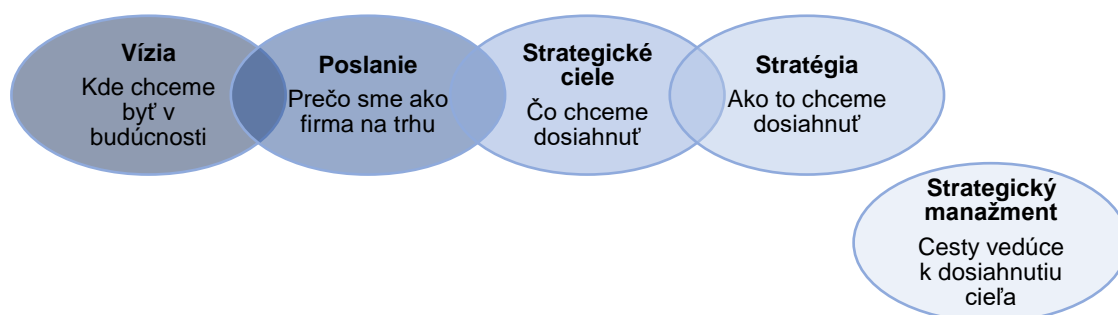 Vízia
Kde chceme
byť v
budúcnosti
Poslanie
Prečo sme ako
firma na trhu
Strategické
ciele
Čo chceme
dosiahnuť
Stratégia
Ako to chceme
dosiahnuť
Strategický
manažment
Cesty vedúce
k dosiahnutiu
cieľa